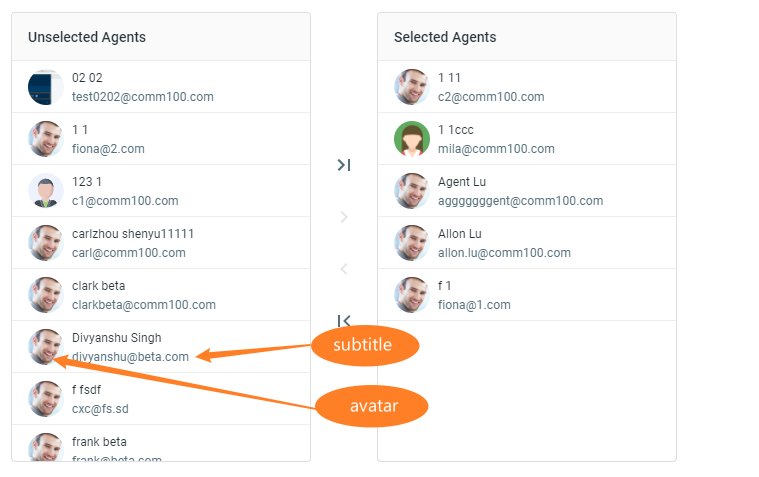 Unselected Agents
02 02
test0202@comm100.com
1 1
fiona@2.com
123 1
c1@comm100.com
carlzhou shenyu11111
carl@comm100.com
clark beta
clarkbeta@comm100.com
Divyanshu Singh
divyanshu@beta.com
f fsdf
cxc@fs.sd
frank beta
frank@beta.com
Selected Agents
1 11
c2@comm100.com
1 1ccc
mila@comm100.com
Agent Lu
agggggggent@comm100.com
Allon Lu
allon.lu@comm100.com
f 1
fiona@1.com
subtitle
avatar